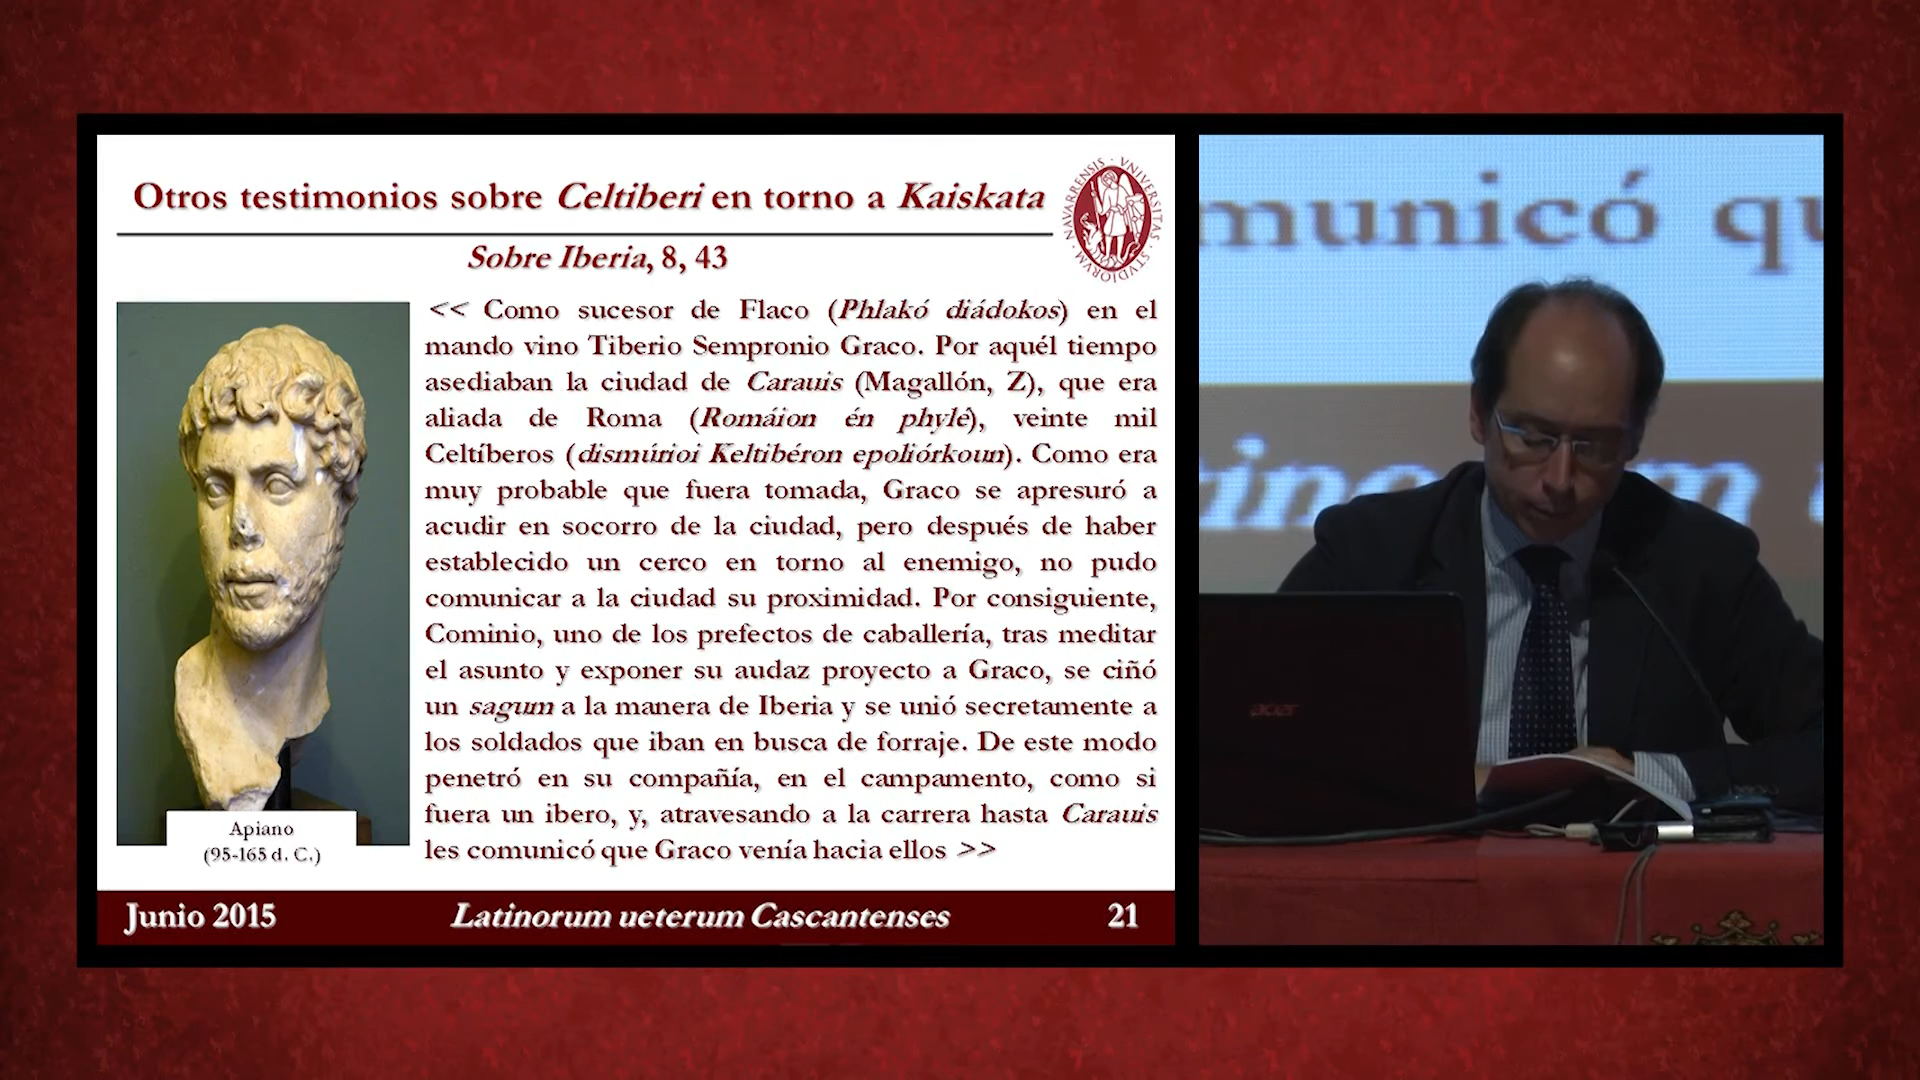 Otros testimonios sobre Celtiberi en torno a Kaiskata
NAVARRENSIS · VNIVERSITAS · STVDIORVM
Sobre Iberia, 8, 43
<< Como sucesor de Flaco (Phlakó diádokos) en el
mando vino Tiberio Sempronio Graco. Por aquél tiempo
asediaban la ciudad de Carauis (Magallón, Z), que era
aliada de Roma (Romáion én phylé), veinte mil
Celtíberos (dismúrioi Keltibéron epoliórkoun). Como era
muy probable que fuera tomada, Graco se apresuró a
acudir en socorro de la ciudad, pero después de haber
establecido un cerco en torno al enemigo, no pudo
comunicar a la ciudad su proximidad. Por consiguiente,
Cominio, uno de los prefectos de caballería, tras meditar
el asunto y exponer su audaz proyecto a Graco, se ciñó
un sagum a la manera de Iberia y se unió secretamente a
los soldados que iban en busca de forraje. De este modo
penetró en su compañía, en el campamento, como si
fuera un ibero, y, atravesando a la carrera hasta Carauis
les comunicó que Graco venía hacia ellos >>
Apiano
(95-165 d. C.)
Junio 2015
Latinorum ueterum Cascantenses
21
municó qu
acer